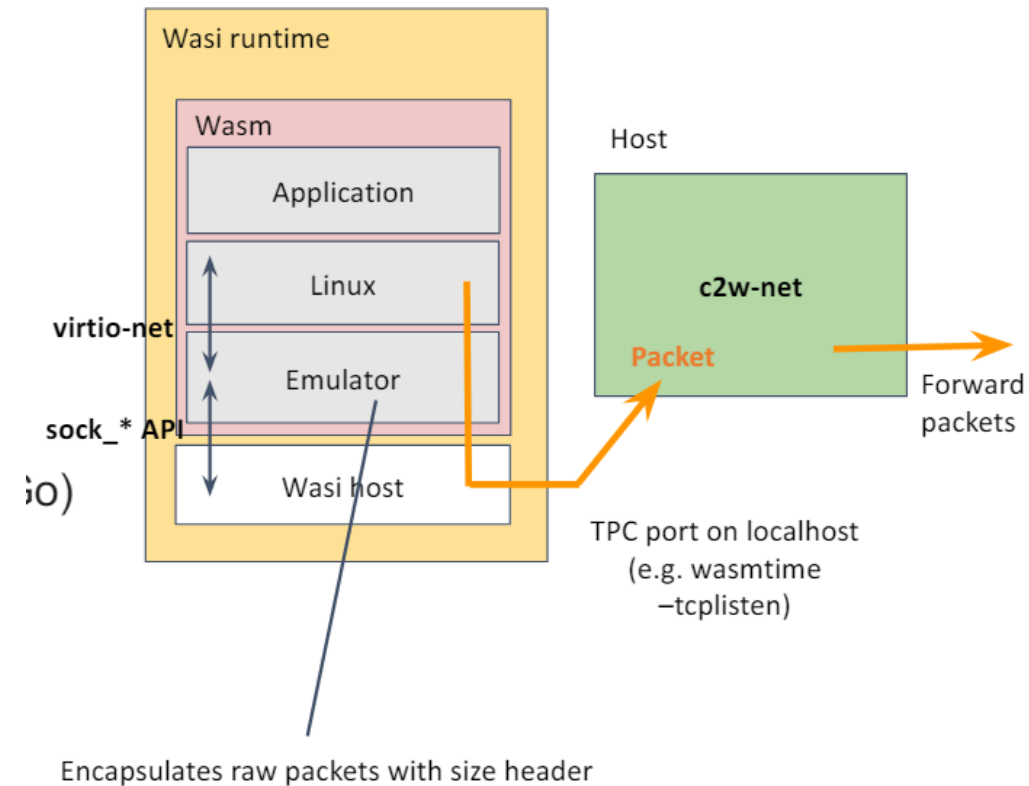 Wasi runtime
Wasm
Host
Application
Linux
c2w-net
virtio-net
Packet
Emulator
Forward
packets
sock_* API
Go)
Wasi host
TPC port on localhost
(e.g. wasmtime
–tcplisten)
Encapsulates raw packets with size header